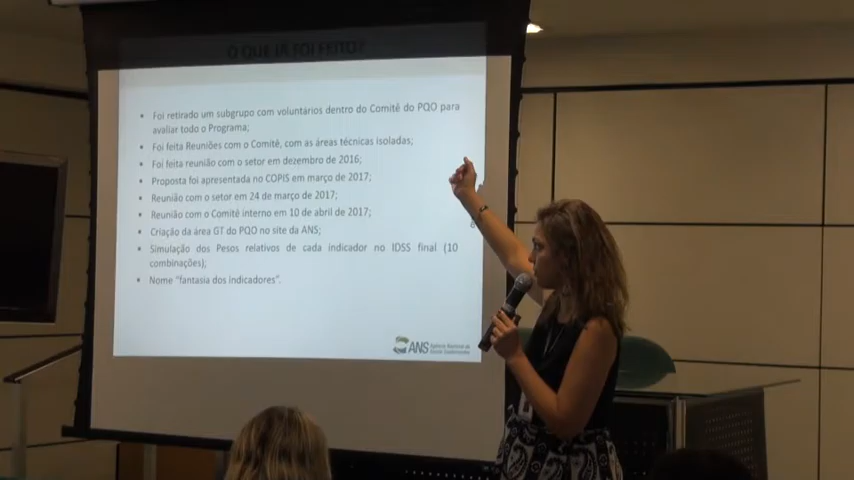 O QUE JÁ FOI FEITO?
• Foi retirado um subgrupo com voluntários dentro do Comitê do PQO para
avaliar todo o Programa;
• Foi feita Reuniões com o Comitê, com as áreas técnicas isoladas;
• Foi feita reunião com o setor em dezembro de 2016;
• Proposta foi apresentada no COPIS em março de 2017;
• Reunião com o setor em 24 de março de 2017;
• Reunião com o Comitê interno em 10 de abril de 2017;
• Criação da área GT do PQO no site da ANS;
• Simulação dos Pesos relativos de cada indicador no IDSS final (10
combinações);
• Nome "fantasia dos indicadores".
ANS Agência Nacional de
Saúde Suplementar